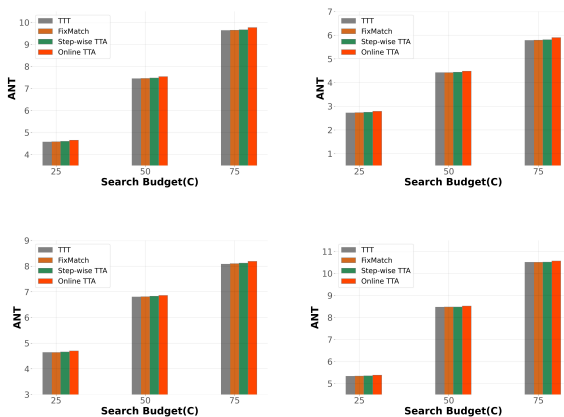 TTT
FixMatch
Step-wise TTA
Online TTA
10
9
8
7
6
5
4
ANT
25
50
75
Search Budget(C)
TTT
FixMatch
Step-wise TTA
Online TTA
7
6
5
4
3
2
1
ANT
25
50
75
Search Budget(C)
TTT
FixMatch
Step-wise TTA
Online TTA
9
8
7
6
5
4
3
ANT
25
50
75
Search Budget(C)
TTT
FixMatch
Step-wise TTA
Online TTA
11
10
9
8
7
6
5
ANT
25
50
75
Search Budget(C)